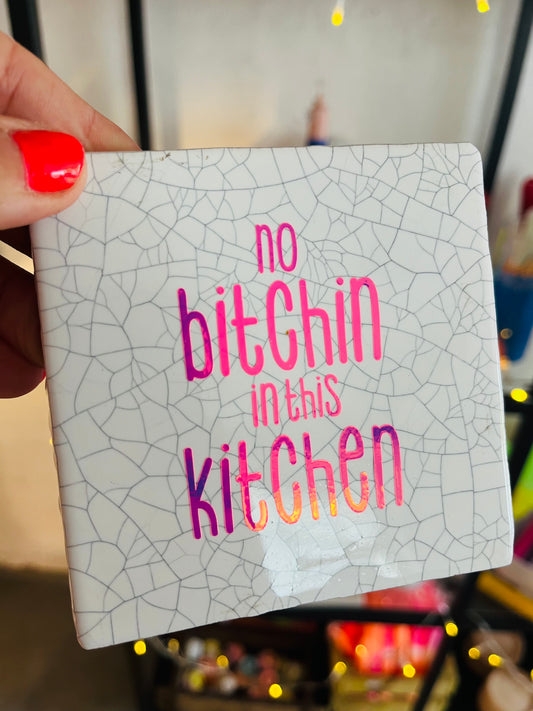 no
bitchin
in this
kitchen